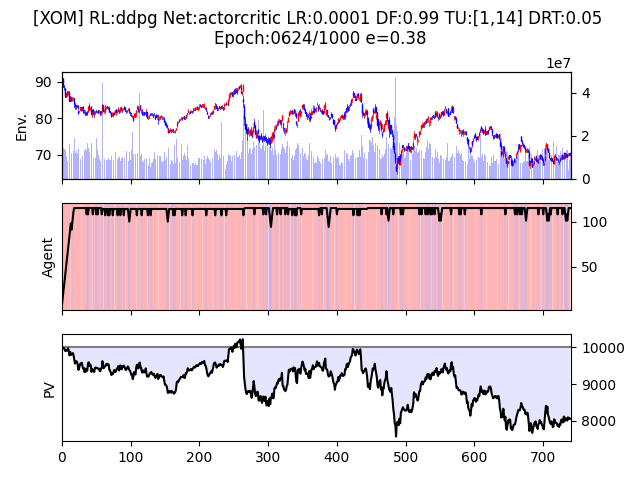 [XOM] RL:ddpg Net:actorcritic LR:0.0001 DF:0.99 TU:[1,14] DRT:0.05
Epoch:0624/1000 e=0.38
1e7
90
80
70
Env.
4
2
0
Agent
100
50
PV
10000
9000
8000
0 100 200 300 400 500 600 700